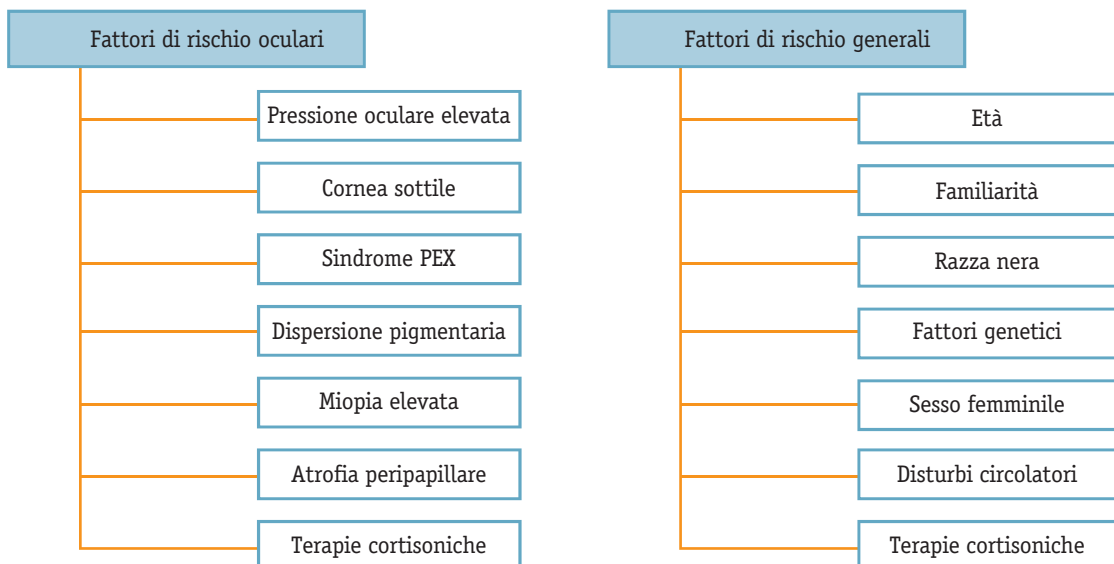 Fattori di rischio oculari
Pressione oculare elevata
Cornea sottile
Sindrome PEX
Dispersione pigmentaria
Miopia elevata
Atrofia peripapillare
Terapie cortisoniche
Fattori di rischio generali
Età
Familiarità
Razza nera
Fattori genetici
Sesso femminile
Disturbi circolatori
Terapie cortisoniche